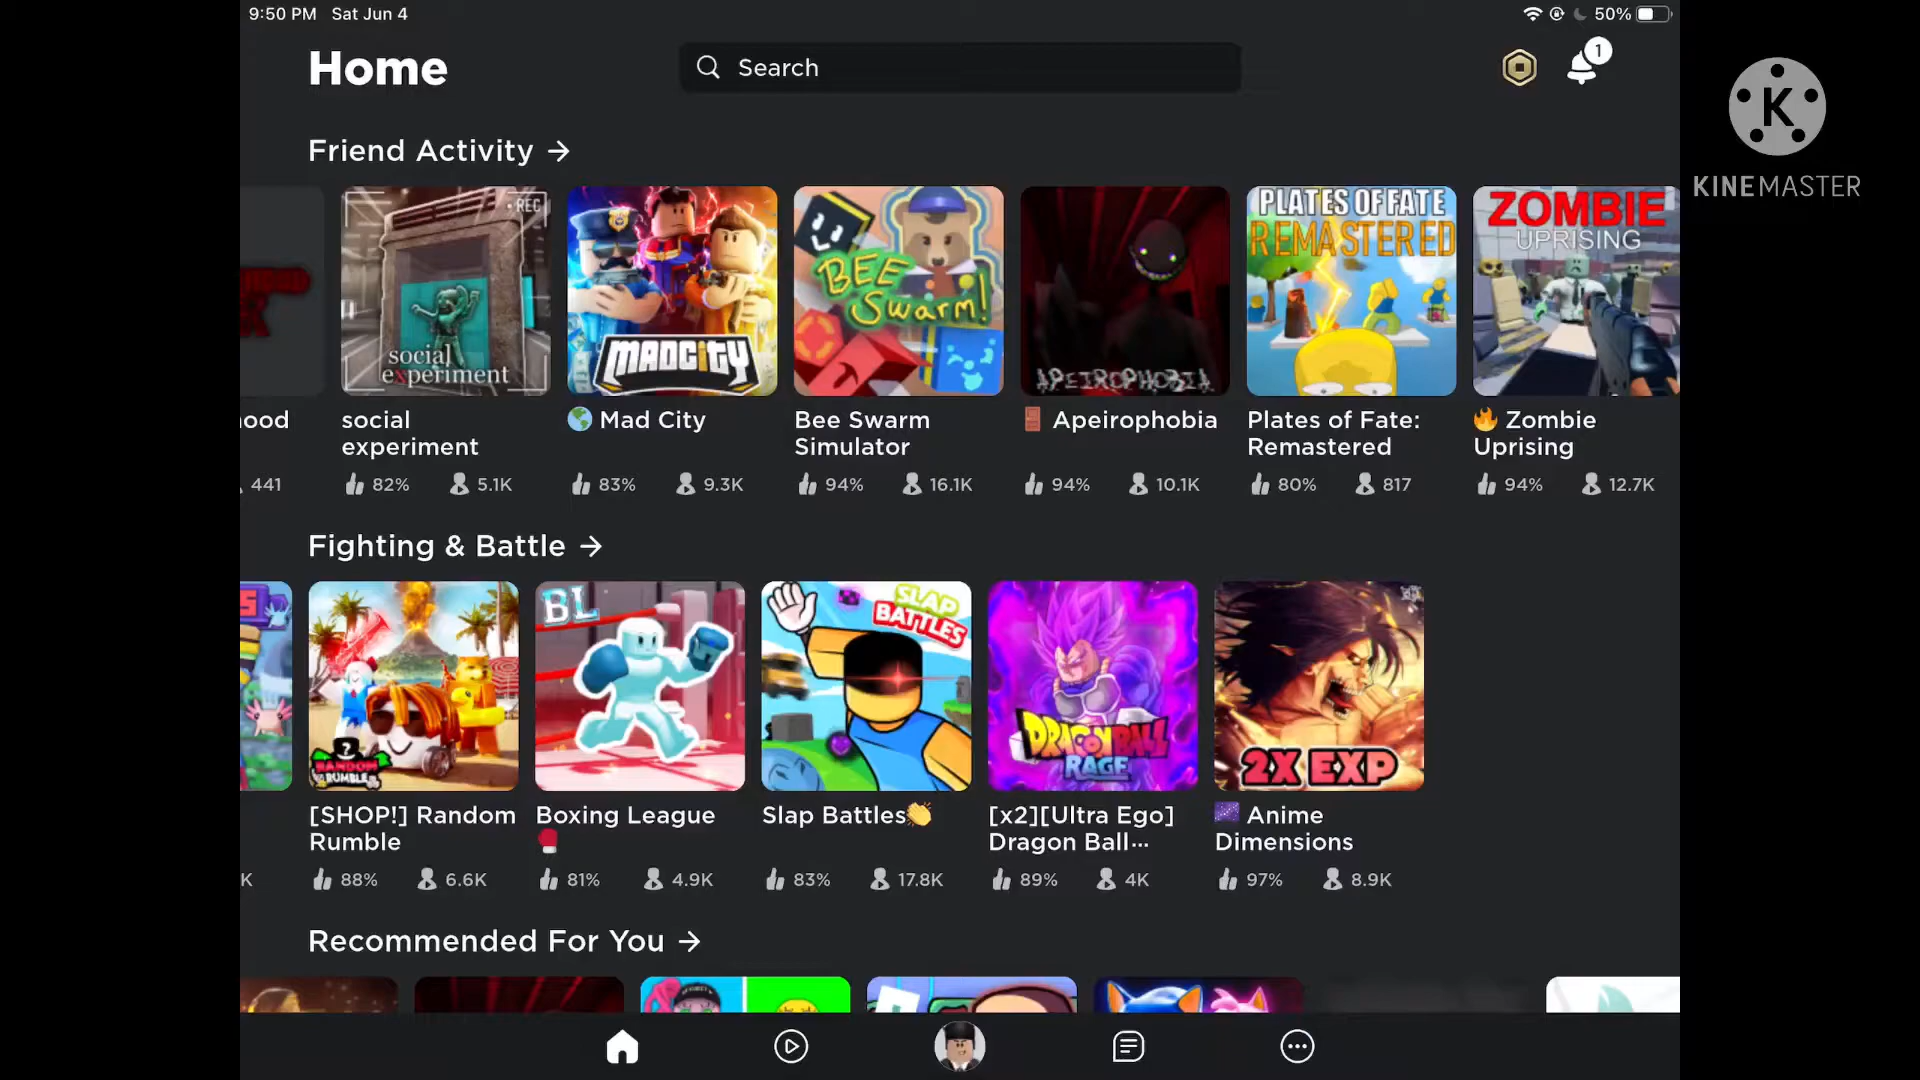 9:50 PM Sat Jun 4
50%
Home
Search
1
K
KINEMASTER
Friend Activity →
REC
social
experiment
MADCITY
BEE
Swarm!
APEIROPHOBIA
PLATES OF FATE
REMASTERED
ZOMBIE
UPRISING
ood
social
experiment
Mad City
Bee Swarm
Simulator
Apeirophobia
Plates of Fate:
Remastered
Zombie
Uprising
441
82% 5.1K
83% 9.3K
94% 16.1K
94% 10.1K
80% 817
94% 12.7K
Fighting & Battle →
S
?
RANDOM
RUMBLE
BL
SLAP
BATTLES
DRAGON BALL
RAGE
2X EXP
[SHOP!] Random
Rumble
Boxing League
Slap Battles
[x2][Ultra Ego]
Dragon Ball...
Anime
Dimensions
K
88% 6.6K
81% 4.9K
83% 17.8K
89% 4K
97% 8.9K
Recommended For You →